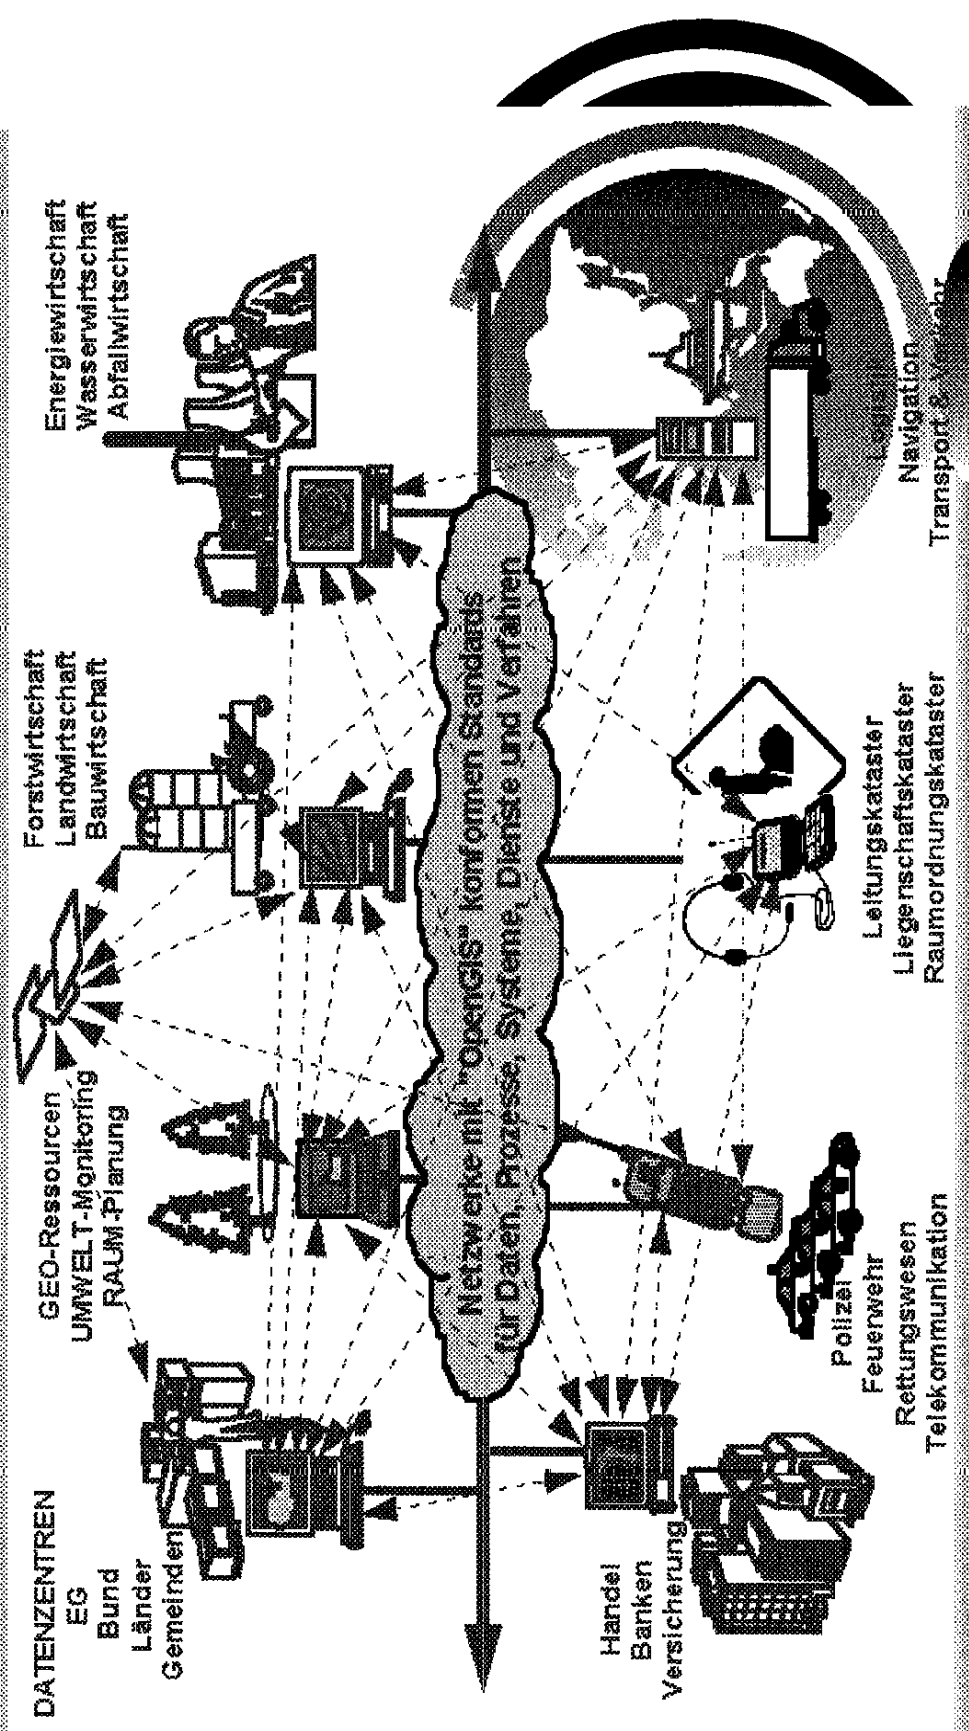 DATENZENTREN
EG
Bund
Länder
Gemeinden
GEO-Ressourcen
UMWELT-Monitoring
RAUM-Planung
Forstwirtschaft
Landwirtschaft
Bauwirtschaft
Energiewirtschaft
Wasserwirtschaft
Abfallwirtschaft
Netzwerke mit "OpenGIS" konformen Standards
für Daten, Prozesse, Systeme, Dienste und Verfahren
Handel
Banken
Versicherung
Polizei
Feuerwehr
Rettungswesen
Telekommunikation
Leitungskataster
Liegenschaftskataster
Raumordnungskataster
Logistik
Navigation
Transport & Verkehr